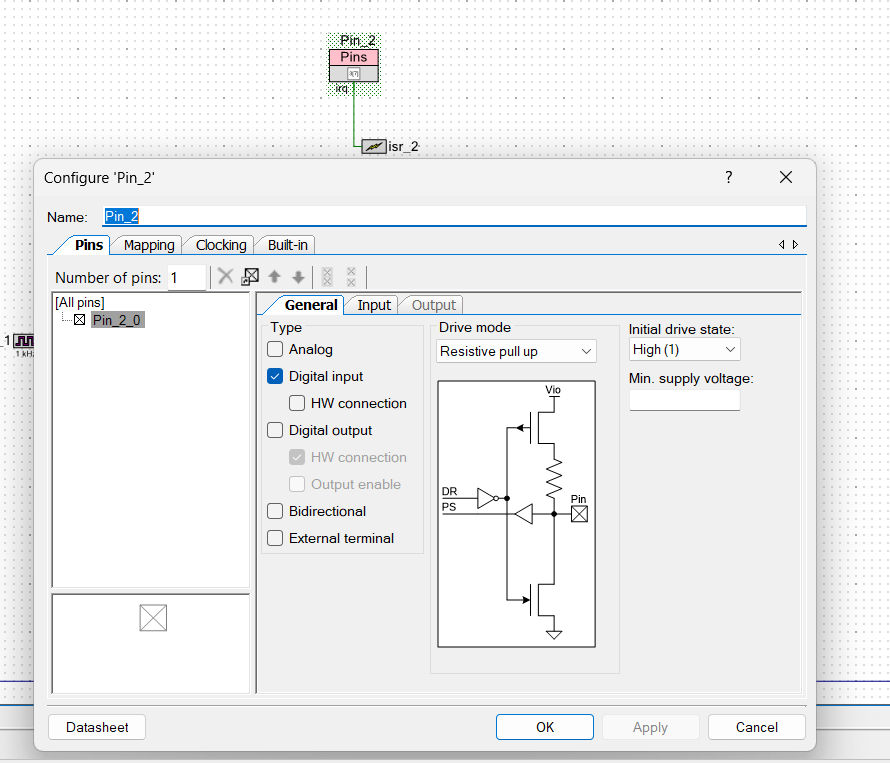 Pin_2
Pins
irq
isr_2
Configure 'Pin_2'
?
Name: Pin_2
Pins Mapping Clocking Built-in
Number of pins: 1
[All pins]
Pin_2_0
General Input Output
Type
Analog
Digital input
HW connection
Digital output
HW connection
Output enable
Bidirectional
External terminal
Drive mode
Resistive pull up
Vio
DR
PS
Pin
Initial drive state:
High (1)
Min. supply voltage:
_1
1 kHz
Datasheet OK Apply Cancel